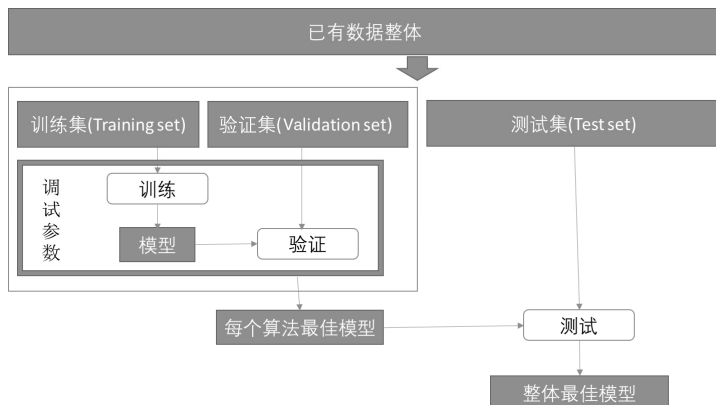 已有数据整体
训练集(Training set)
验证集(Validation set)
测试集(Test set)
调试参数
训练
模型
验证
每个算法最佳模型
测试
整体最佳模型